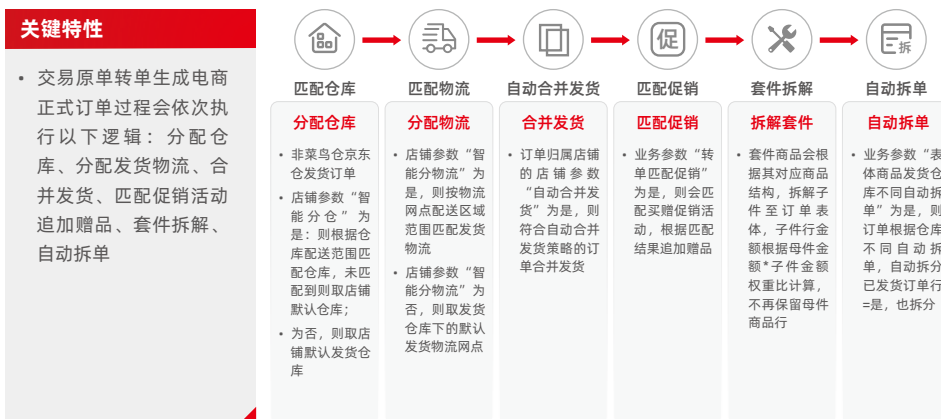 关键特性
• 交易原单转单生成电商
正式订单过程会依次执
行以下逻辑：分配仓
库、分配发货物流、合
并发货、匹配促销活动
追加赠品、套件拆解、
自动拆单
促
拆
匹配仓库
匹配物流
自动合并发货
匹配促销
套件拆解
自动拆单
分配仓库
• 非菜鸟仓京东
仓发货订单
• 店铺参数“智
能分仓”为
是：则根据仓
库配送范围匹
配仓库，未匹
配到则取店铺
默认仓库；
• 为否，则取店
铺默认发货仓
库
分配物流
• 店铺参数“智
能分物流”为
是，则按物流
网点配送区域
范围匹配发货
物流
• 店铺参数“智
能分物流”为
否，则取发货
仓库下的默认
发货物流网点
合并发货
• 订单归属店铺
的店铺参数
“自动合并发
货”为是，则
符合自动合并
发货策略的订
单合并发货
匹配促销
• 业务参数“转
单匹配促销”
为是，则会匹
配买赠促销活
动，根据匹配
结果追加赠品
拆解套件
• 套件商品会根
据其对应商品
结构，拆解子
件至订单表
体，子件行金
额根据母件金
额*子件金额
权重比计算，
不再保留母件
商品行
自动拆单
• 业务参数“表
体商品发货仓
库不同自动拆
单”为是，则
订单根据仓库
不同自动拆
单，自动拆分
已发货订单行
=是，也拆分